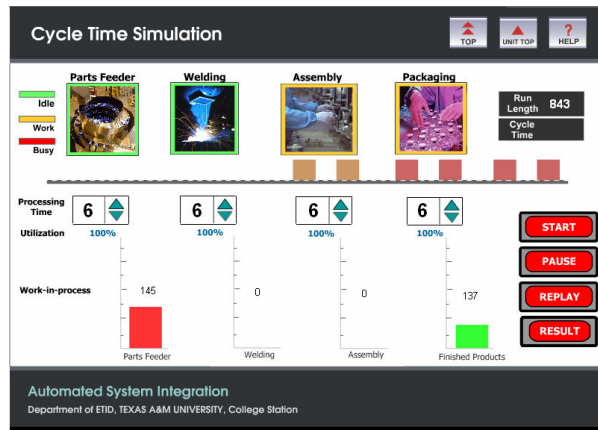 Cycle Time Simulation
TOP
UNIT TOP
HELP
Parts Feeder
Welding
Assembly
Packaging
Idle
Work
Busy
Run Length 843
Cycle Time
Processing Time
6
6
6
6
Utilization
100%
100%
100%
100%
START
PAUSE
REPLAY
RESULT
Work-in-process
145
0
0
137
Parts Feeder
Welding
Assembly
Finished Products
Automated System Integration
Department of ETID, TEXAS A&M UNIVERSITY, College Station